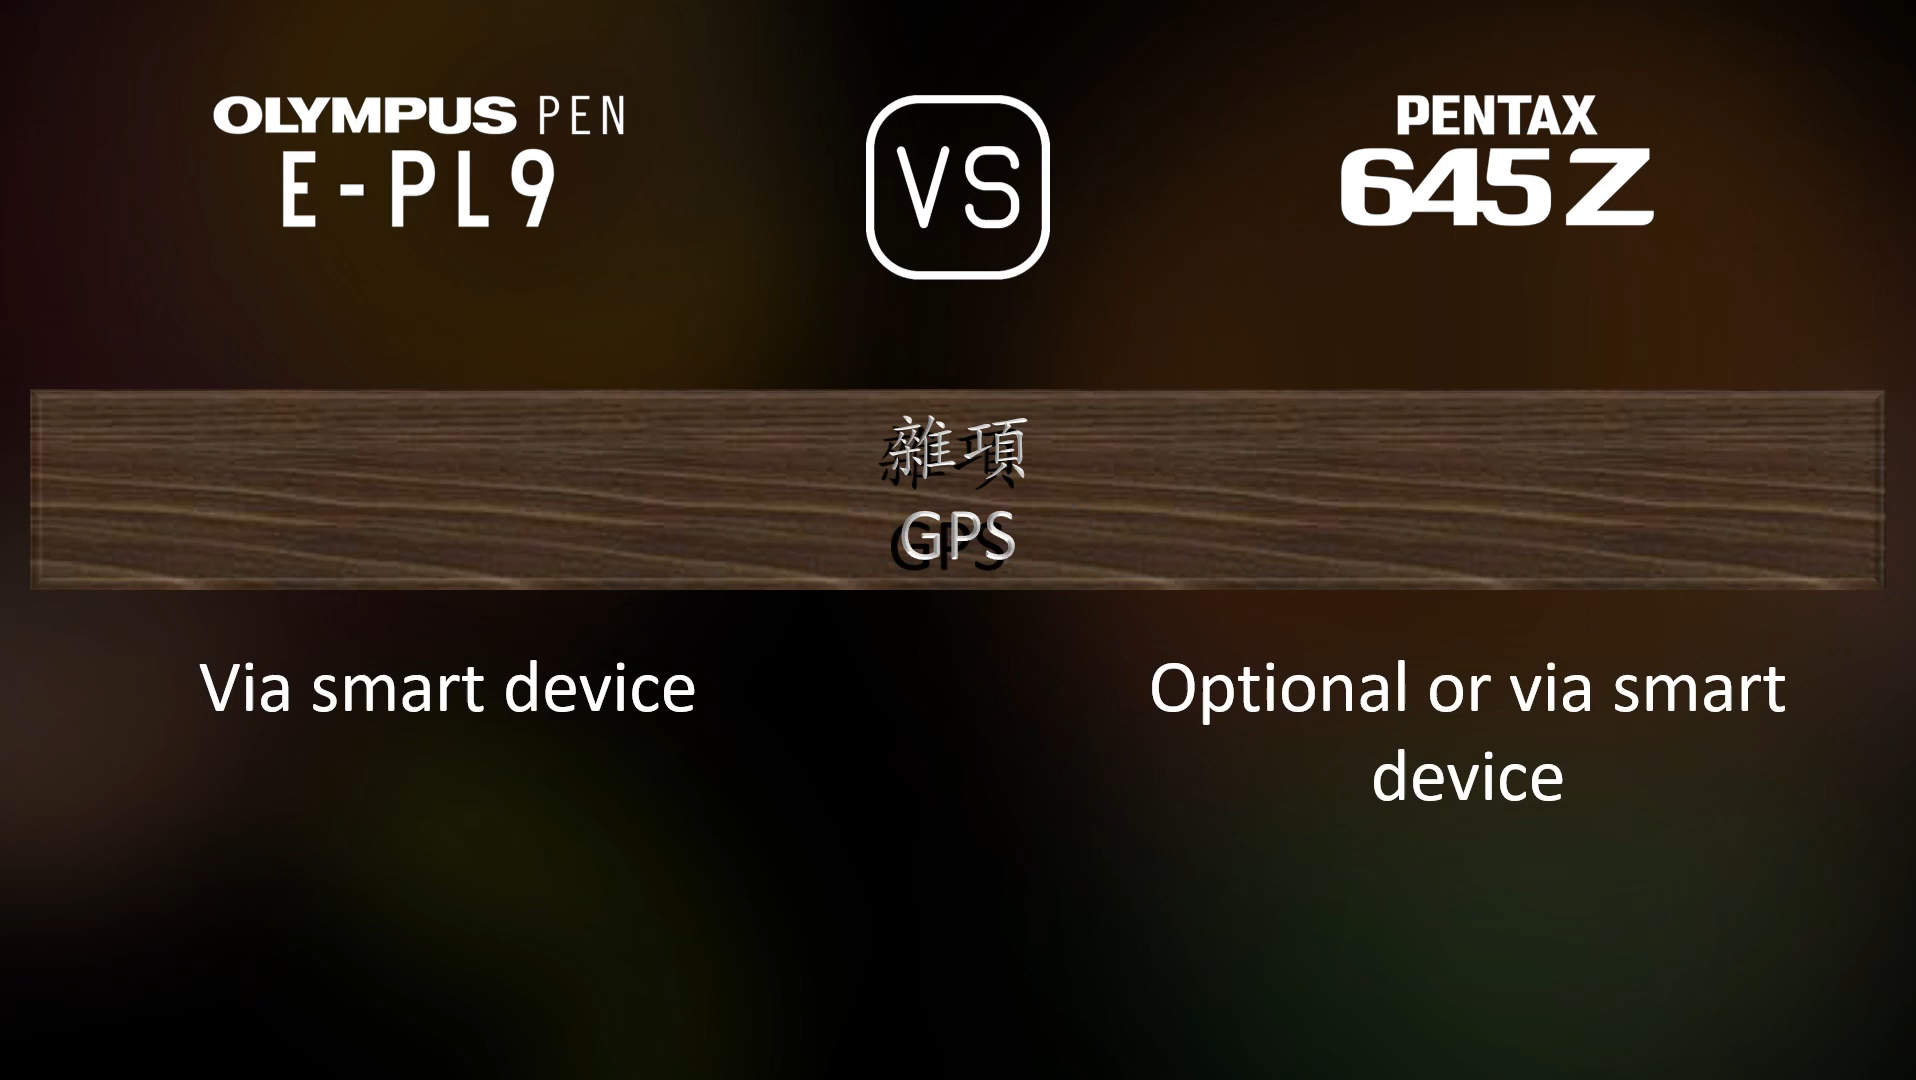 OLYMPUS PEN
E-PL9
VS
PENTAX
645Z
雜項
GPS
Via smart device
Optional or via smart
device